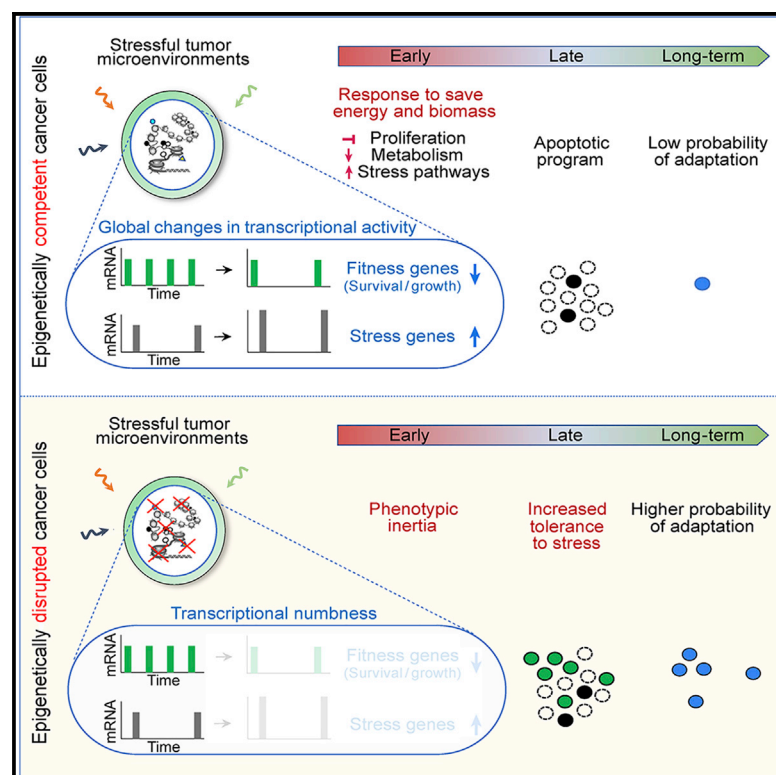 Epigenetically competent cancer cells
Stressful tumor
microenvironments
Early
Late
Long-term
Response to save
energy and biomass
Proliferation
Metabolism
Stress pathways
Apoptotic
program
Low probability
of adaptation
Global changes in transcriptional activity
mRNA
Time
Fitness genes
(Survival/growth)
mRNA
Time
Stress genes
Epigenetically disrupted cancer cells
Stressful tumor
microenvironments
Early
Late
Long-term
Phenotypic
inertia
Increased
tolerance
to stress
Higher probability
of adaptation
Transcriptional numbness
mRNA
Time
Fitness genes
(Survival/growth)
mRNA
Time
Stress genes